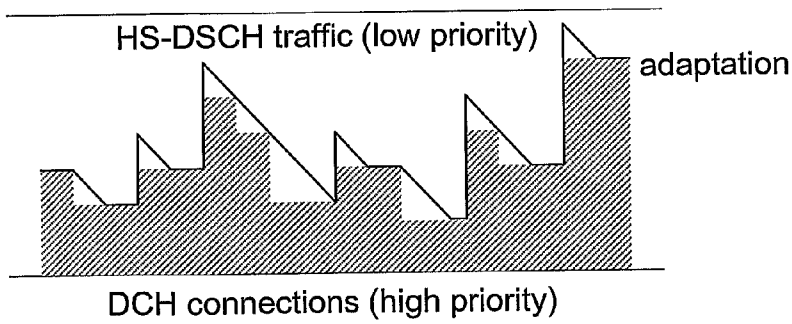 HS-DSCH traffic (low priority)
adaptation
DCH connections (high priority)